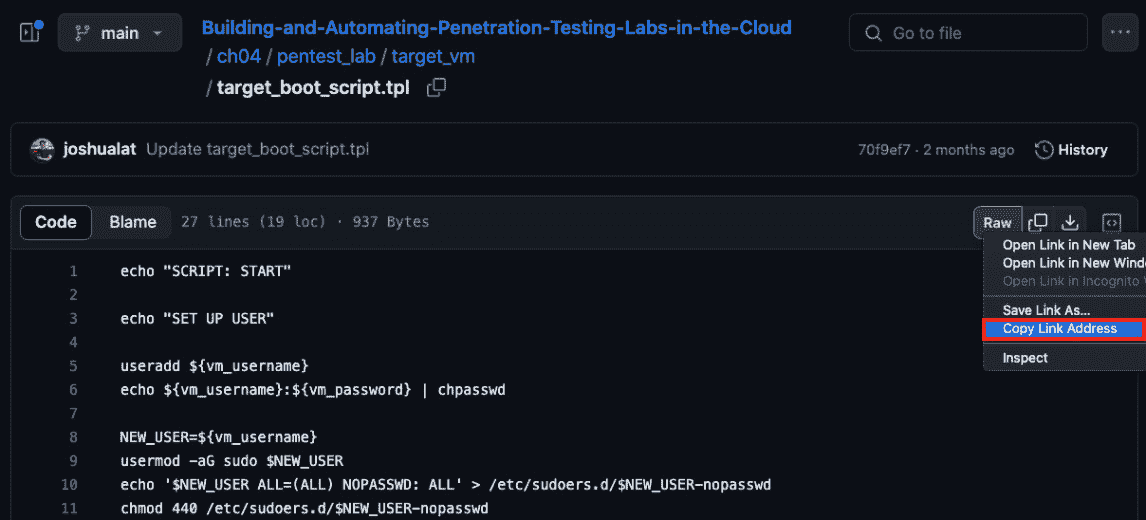 main
Building-and-Automating-Penetration-Testing-Labs-in-the-Cloud
/ ch04 / pentest_lab / target_vm
/ target_boot_script.tpl
Go to file
joshualat Update target_boot_script.tpl
70f9ef7 · 2 months ago
History
Code Blame 27 lines (19 loc) · 937 Bytes
Raw
Open Link in New Tab
Open Link in New Wind
Open Link in Incognito
Save Link As...
Copy Link Address
Inspect
1 echo "SCRIPT: START"
2
3 echo "SET UP USER"
4
5 useradd ${vm_username}
6 echo ${vm_username}:${vm_password} | chpasswd
7
8 NEW_USER=${vm_username}
9 usermod -aG sudo $NEW_USER
10 echo '$NEW_USER ALL=(ALL) NOPASSWD: ALL' > /etc/sudoers.d/$NEW_USER-nopasswd
11 chmod 440 /etc/sudoers.d/$NEW_USER-nopasswd